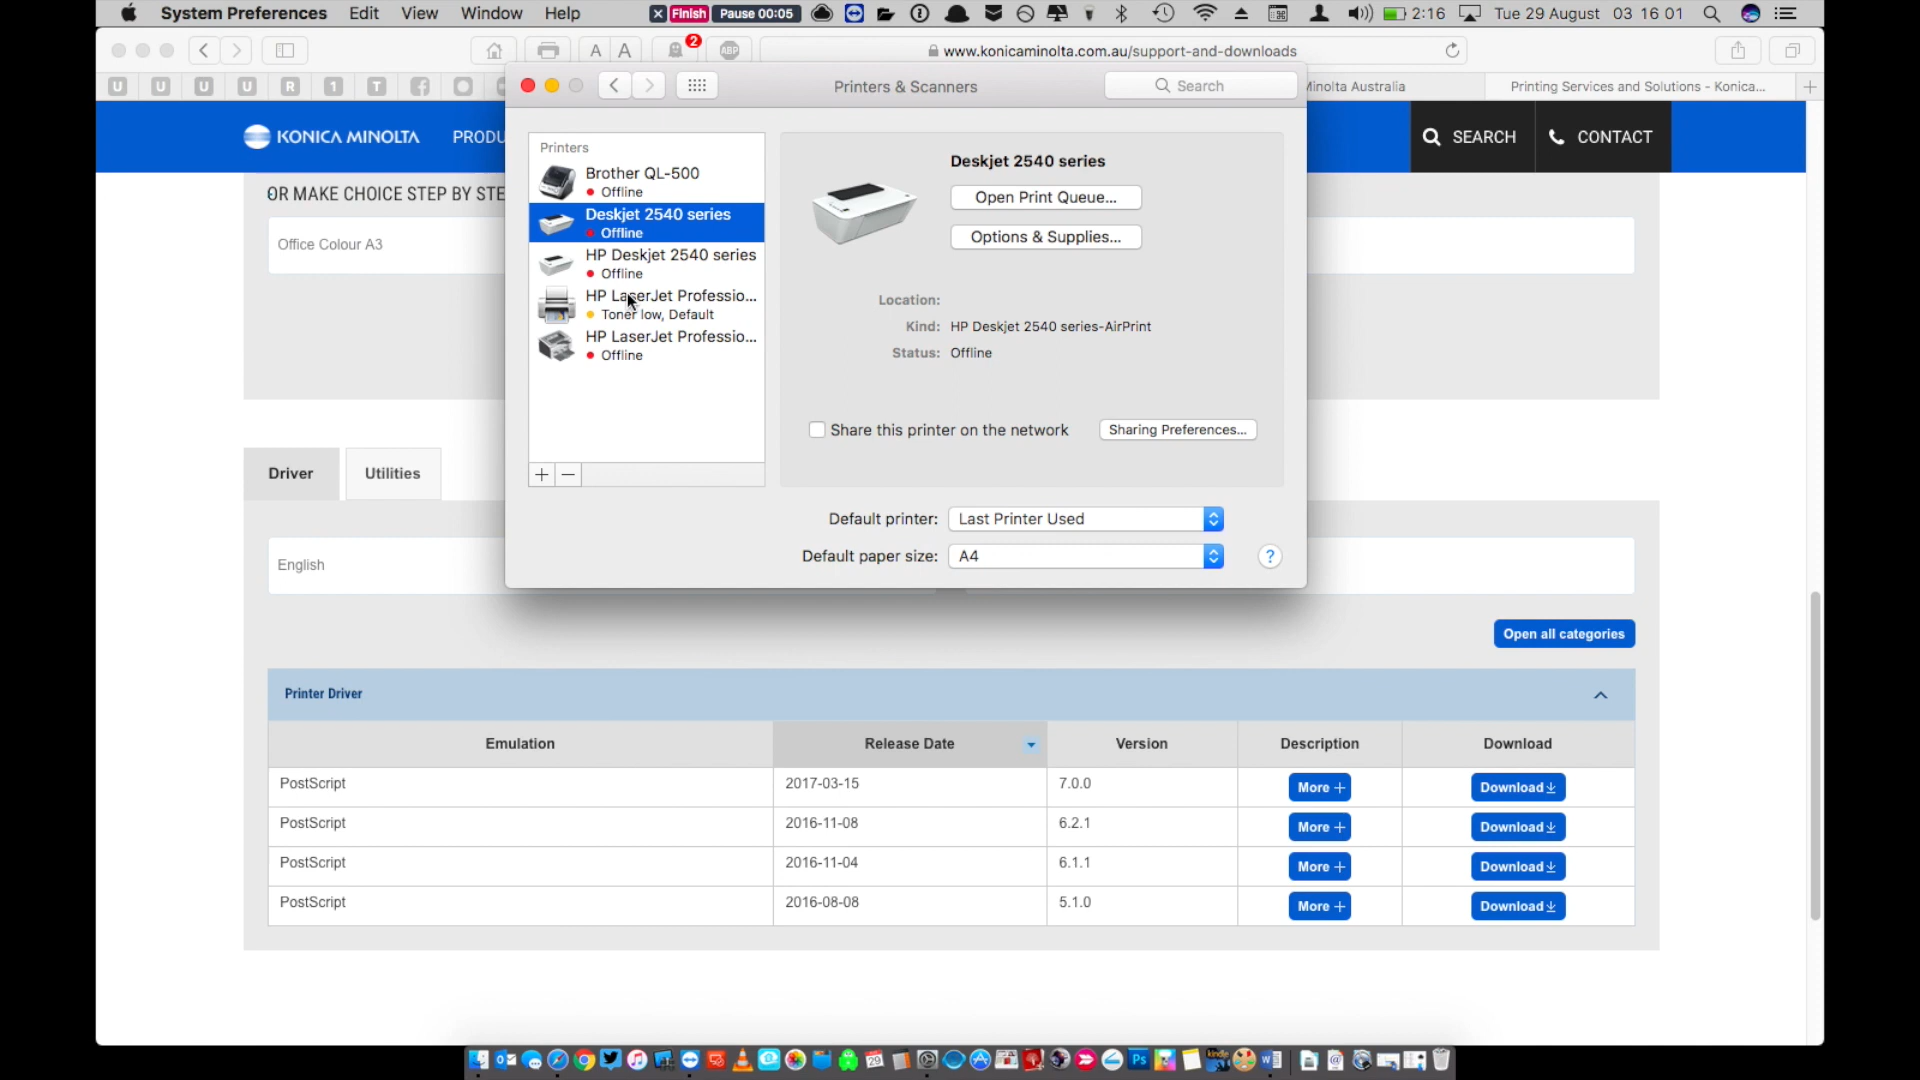 System Preferences Edit View Window Help Finish Pause 00:05 2:16 Tue 29 August 03 16 01
A A 2 ABP www.konicaminolta.com.au/support-and-downloads
U U U U R 1 T Printers & Scanners Search Minolta Australia Printing Services and Solutions - Konica...
KONICA MINOLTA PRODU SEARCH CONTACT
OR MAKE CHOICE STEP BY STE
Office Colour A3
Printers
Brother QL-500
Offline
Deskjet 2540 series
Offline
HP Deskjet 2540 series
Offline
HP LaserJet Professio...
Toner low, Default
HP LaserJet Professio...
Offline
+ −
Deskjet 2540 series
Open Print Queue...
Options & Supplies...
Location:
Kind: HP Deskjet 2540 series-AirPrint
Status: Offline
Share this printer on the network Sharing Preferences...
Default printer: Last Printer Used
Default paper size: A4 ?
Driver Utilities
English
Open all categories
Printer Driver
Emulation Release Date Version Description Download
PostScript 2017-03-15 7.0.0 More + Download
PostScript 2016-11-08 6.2.1 More + Download
PostScript 2016-11-04 6.1.1 More + Download
PostScript 2016-08-08 5.1.0 More + Download